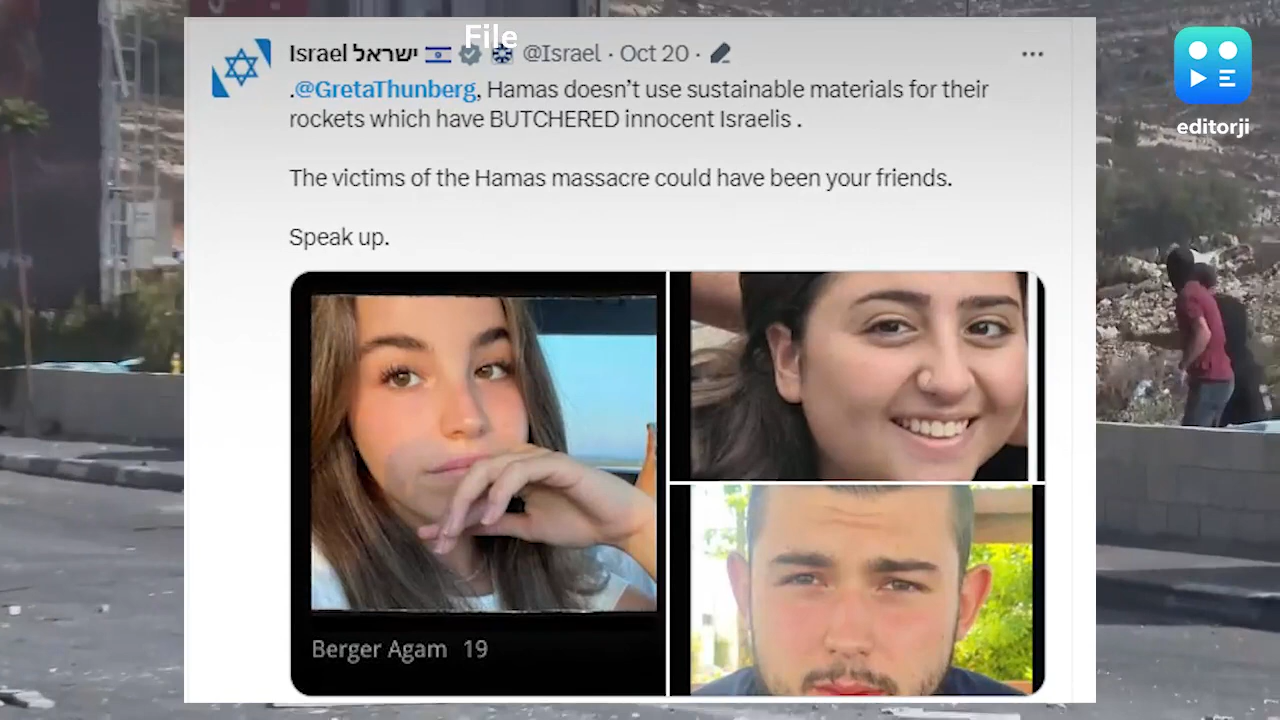 File
Israel ישראל @Israel · Oct 20 ·
.@GretaThunberg, Hamas doesn’t use sustainable materials for their
rockets which have BUTCHERED innocent Israelis .
The victims of the Hamas massacre could have been your friends.
Speak up.
Berger Agam 19
editorji